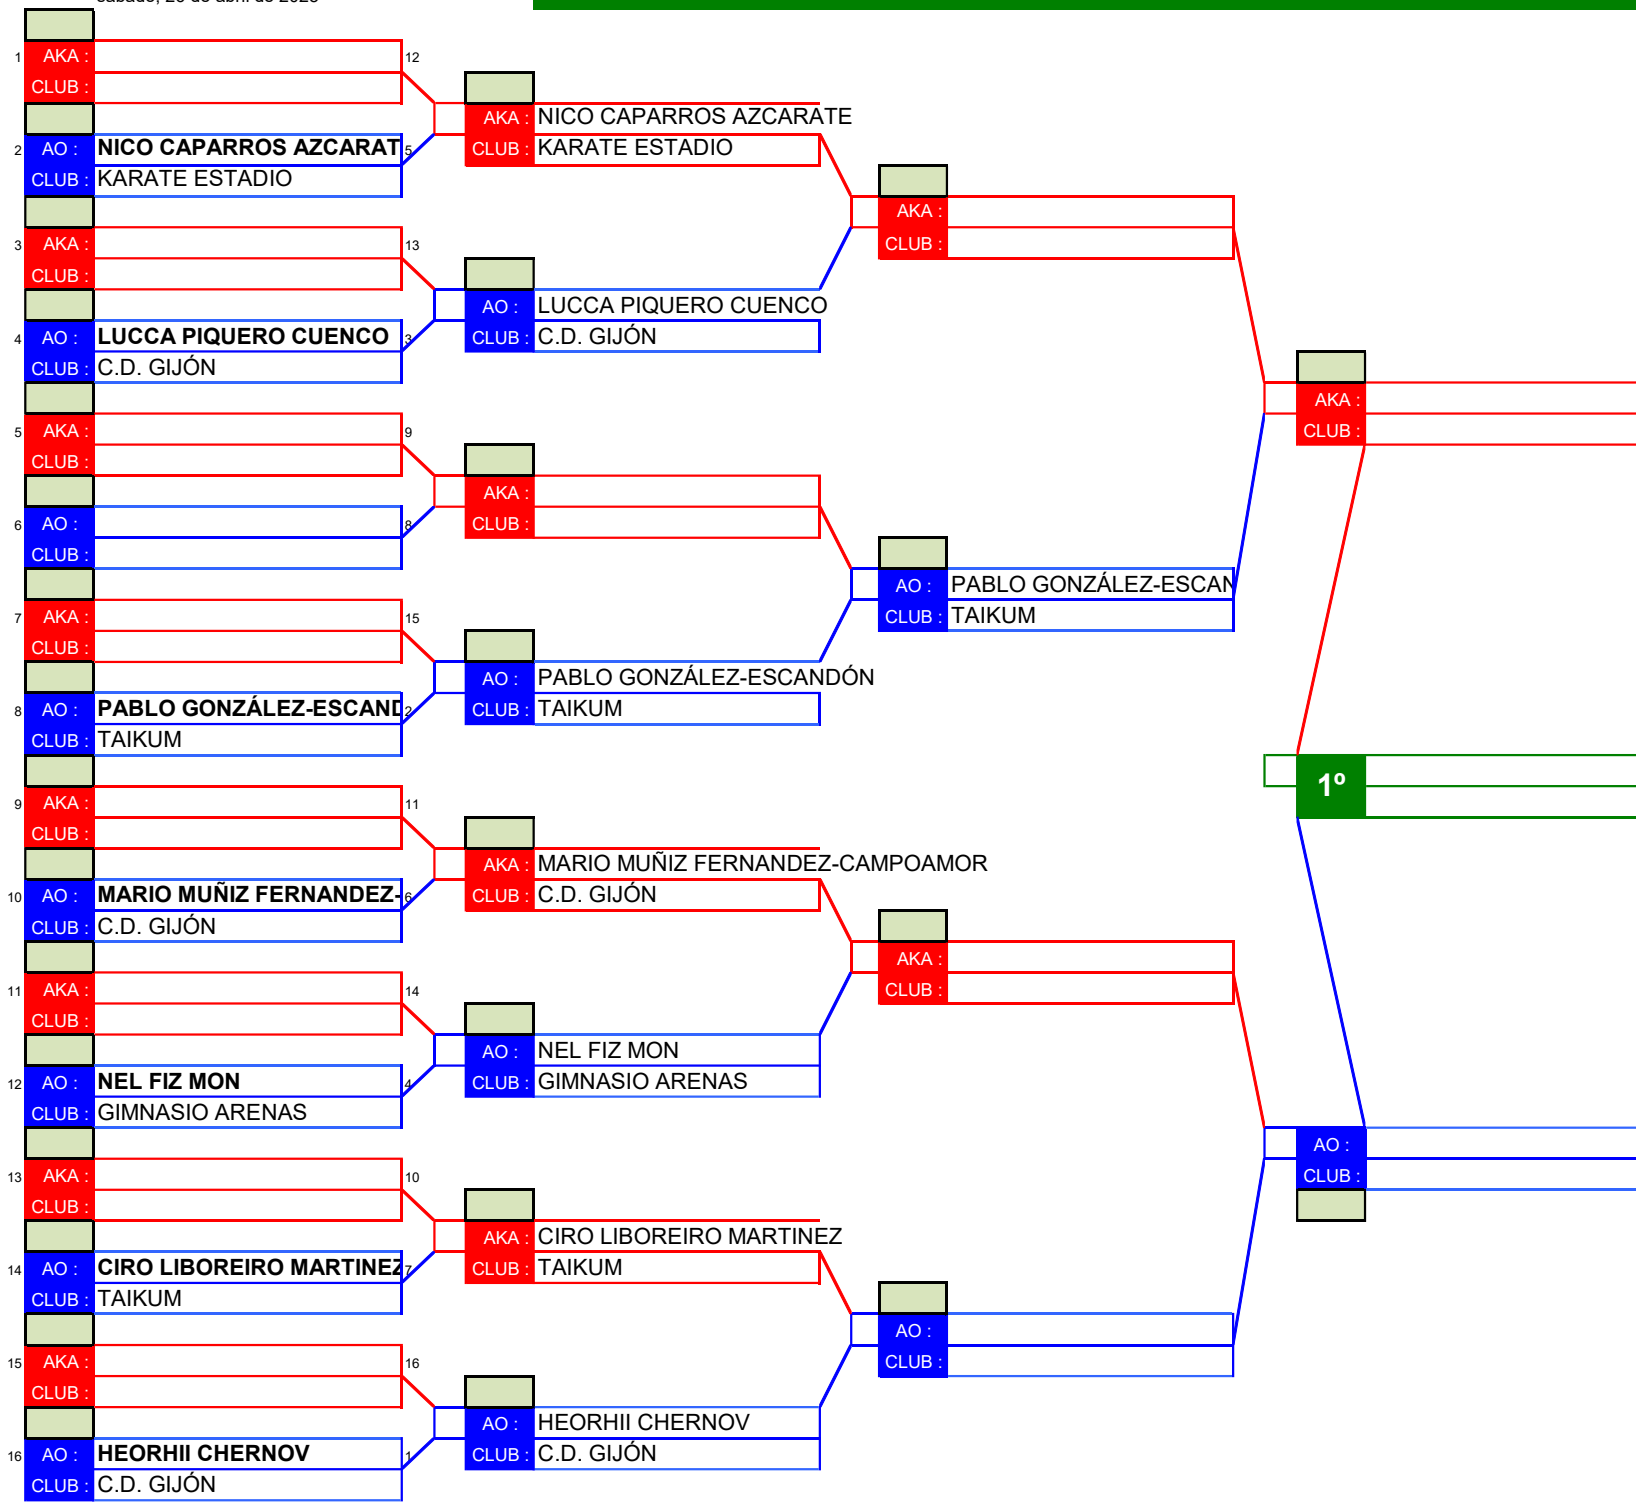 1 AKA : 12
CLUB :
2 AO : NICO CAPARROS AZCARAT 5
CLUB : KARATE ESTADIO
3 AKA : 13
CLUB :
4 AO : LUCCA PIQUERO CUENCO 3
CLUB : C.D. GIJÓN
5 AKA : 9
CLUB :
6 AO : 8
CLUB :
7 AKA : 15
CLUB :
8 AO : PABLO GONZÁLEZ-ESCAND 2
CLUB : TAIKUM
9 AKA : 11
CLUB :
10 AO : MARIO MUÑIZ FERNANDEZ- 6
CLUB : C.D. GIJÓN
11 AKA : 14
CLUB :
12 AO : NEL FIZ MON 4
CLUB : GIMNASIO ARENAS
13 AKA : 10
CLUB :
14 AO : CIRO LIBOREIRO MARTINEZ 7
CLUB : TAIKUM
15 AKA : 16
CLUB :
16 AO : HEORHII CHERNOV 1
CLUB : C.D. GIJÓN
AKA : NICO CAPARROS AZCARATE
CLUB : KARATE ESTADIO
AO : LUCCA PIQUERO CUENCO
CLUB : C.D. GIJÓN
AKA :
CLUB :
AO : PABLO GONZÁLEZ-ESCANDÓN
CLUB : TAIKUM
AKA : MARIO MUÑIZ FERNANDEZ-CAMPOAMOR
CLUB : C.D. GIJÓN
AO : NEL FIZ MON
CLUB : GIMNASIO ARENAS
AKA : CIRO LIBOREIRO MARTINEZ
CLUB : TAIKUM
AO : HEORHII CHERNOV
CLUB : C.D. GIJÓN
AKA :
CLUB :
AO : PABLO GONZÁLEZ-ESCAN
CLUB : TAIKUM
AKA :
CLUB :
AO :
CLUB :
AKA :
CLUB :
1º
AO :
CLUB :